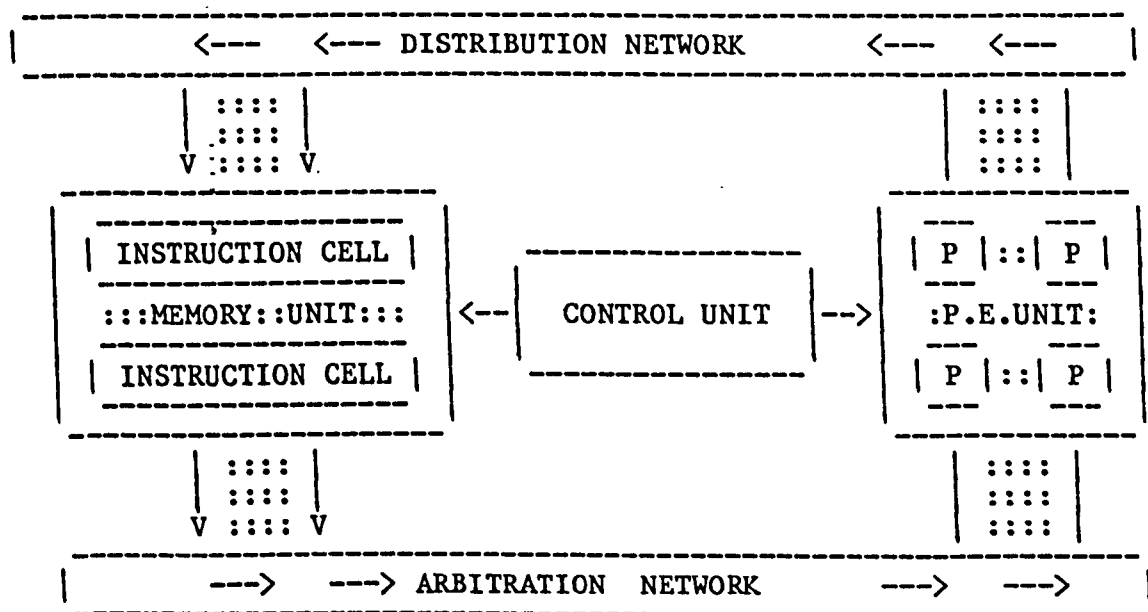 <--- <--- DISTRIBUTION NETWORK <--- <---
:::: ::::
:::: ::::
V :::: V ::::
INSTRUCTION CELL | P |::| P |
:::MEMORY::UNIT::: <-- CONTROL UNIT --> :P.E.UNIT:
INSTRUCTION CELL | P |::| P |
:::: ::::
:::: ::::
V :::: V ::::
---> ---> ARBITRATION NETWORK ---> --->